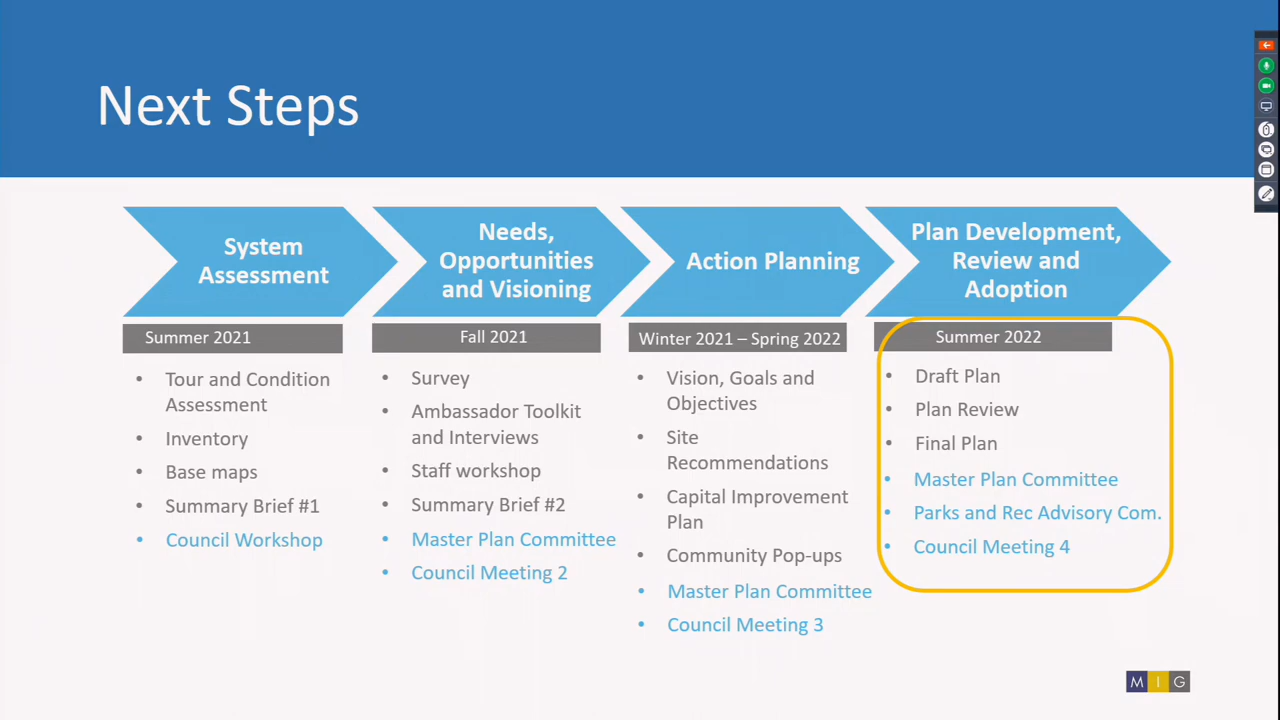 Next Steps
System
Assessment
Summer 2021
• Tour and Condition
Assessment
• Inventory
• Base maps
• Summary Brief #1
• Council Workshop
Needs,
Opportunities
and Visioning
Fall 2021
• Survey
• Ambassador Toolkit
and Interviews
• Staff workshop
• Summary Brief #2
• Master Plan Committee
• Council Meeting 2
Action Planning
Winter 2021 – Spring 2022
• Vision, Goals and
Objectives
• Site
Recommendations
• Capital Improvement
Plan
• Community Pop-ups
• Master Plan Committee
• Council Meeting 3
Plan Development,
Review and
Adoption
Summer 2022
• Draft Plan
• Plan Review
• Final Plan
• Master Plan Committee
• Parks and Rec Advisory Com.
• Council Meeting 4
M I G